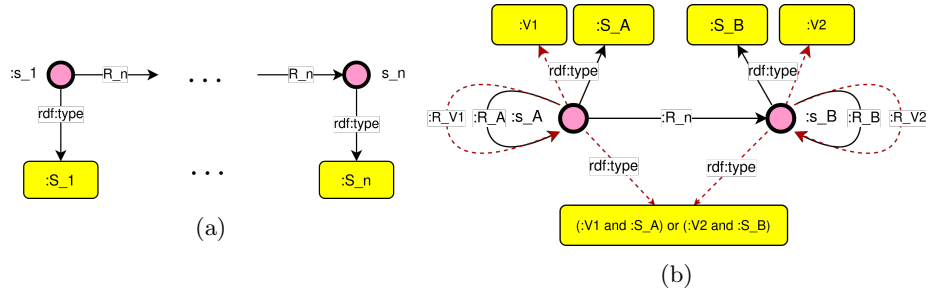 :s_1 R_n . . . R_n s_n
rdf:type rdf:type
:S_1 . . . :S_n
(a)
:V1 :S_A :S_B :V2
rdf:type rdf:type
:R_V1 :R_A :s_A :R_n :s_B :R_B :R_V2
rdf:type rdf:type
(:V1 and :S_A) or (:V2 and :S_B)
(b)